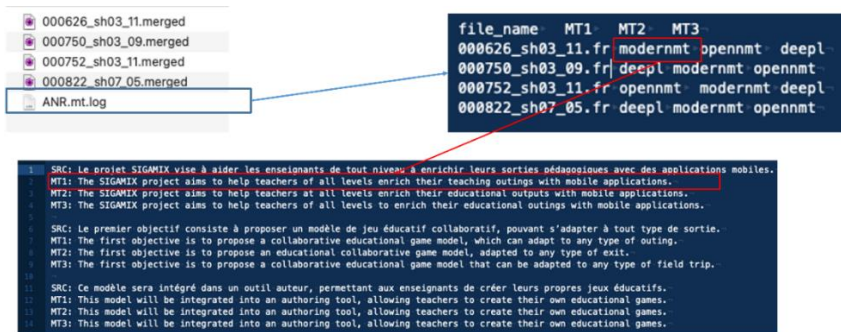 000626_sh03_11.merged
000750_sh03_09.merged
000752_sh03_11.merged
000822_sh07_05.merged
ANR.mt.log
file_name MT1 MT2 MT3
000626_sh03_11.fr modernmt opennmt deepl
000750_sh03_09.fr deepl modernmt opennmt
000752_sh03_11.fr opennmt modernmt deepl
000822_sh07_05.fr deepl modernmt opennmt
1 SRC: Le projet SIGAMIX vise à aider les enseignants de tout niveau à enrichir leurs sorties pédagogiques avec des applications mobiles.
2 MT1: The SIGAMIX project aims to help teachers of all levels enrich their teaching outings with mobile applications.
3 MT2: The SIGAMIX project aims to help teachers at all levels enrich their educational outputs with mobile applications.
4 MT3: The SIGAMIX project aims to help teachers of all levels to enrich their educational outings with mobile applications.
5
6 SRC: Le premier objectif consiste à proposer un modèle de jeu éducatif collaboratif, pouvant s'adapter à tout type de sortie.
7 MT1: The first objective is to propose a collaborative educational game model, which can adapt to any type of outing.
8 MT2: The first objective is to propose an educational collaborative game model, adapted to any type of exit.
9 MT3: The first objective is to propose a collaborative educational game model that can be adapted to any type of field trip.
10
11 SRC: Ce modèle sera intégré dans un outil auteur, permettant aux enseignants de créer leurs propres jeux éducatifs.
12 MT1: This model will be integrated into an authoring tool, allowing teachers to create their own educational games.
13 MT2: This model will be integrated into an authoring tool, allowing teachers to create their own educational games.
14 MT3: This model will be integrated into an authoring tool, allowing teachers to create their own educational games.